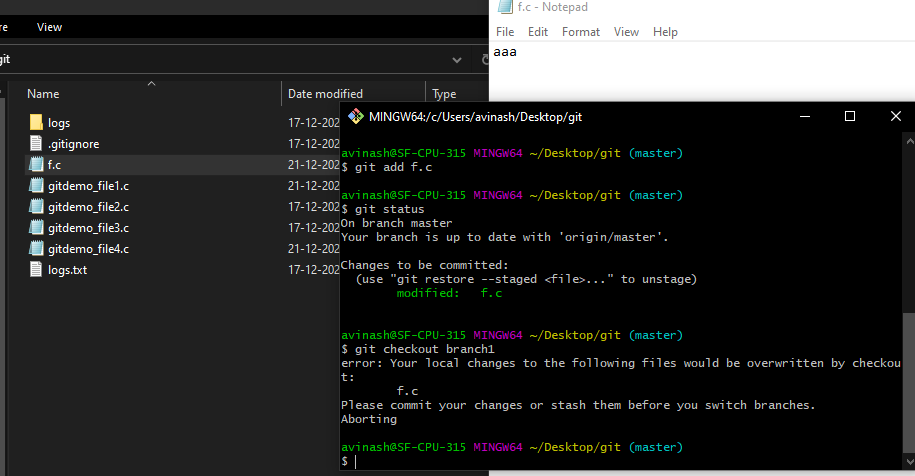 re View
git
Name Date modified Type
logs 17-12-202
.gitignore 17-12-202
f.c 21-12-202
gitdemo_file1.c 21-12-202
gitdemo_file2.c 17-12-202
gitdemo_file3.c 17-12-202
gitdemo_file4.c 21-12-202
logs.txt 17-12-202
f.c - Notepad
File Edit Format View Help
aaa
MINGW64:/c/Users/avinash/Desktop/git
avinash@SF-CPU-315 MINGW64 ~/Desktop/git (master)
$ git add f.c
avinash@SF-CPU-315 MINGW64 ~/Desktop/git (master)
$ git status
On branch master
Your branch is up to date with 'origin/master'.
Changes to be committed:
(use "git restore --staged <file>..." to unstage)
modified: f.c
avinash@SF-CPU-315 MINGW64 ~/Desktop/git (master)
$ git checkout branch1
error: Your local changes to the following files would be overwritten by checkou
t:
f.c
Please commit your changes or stash them before you switch branches.
Aborting
avinash@SF-CPU-315 MINGW64 ~/Desktop/git (master)
$